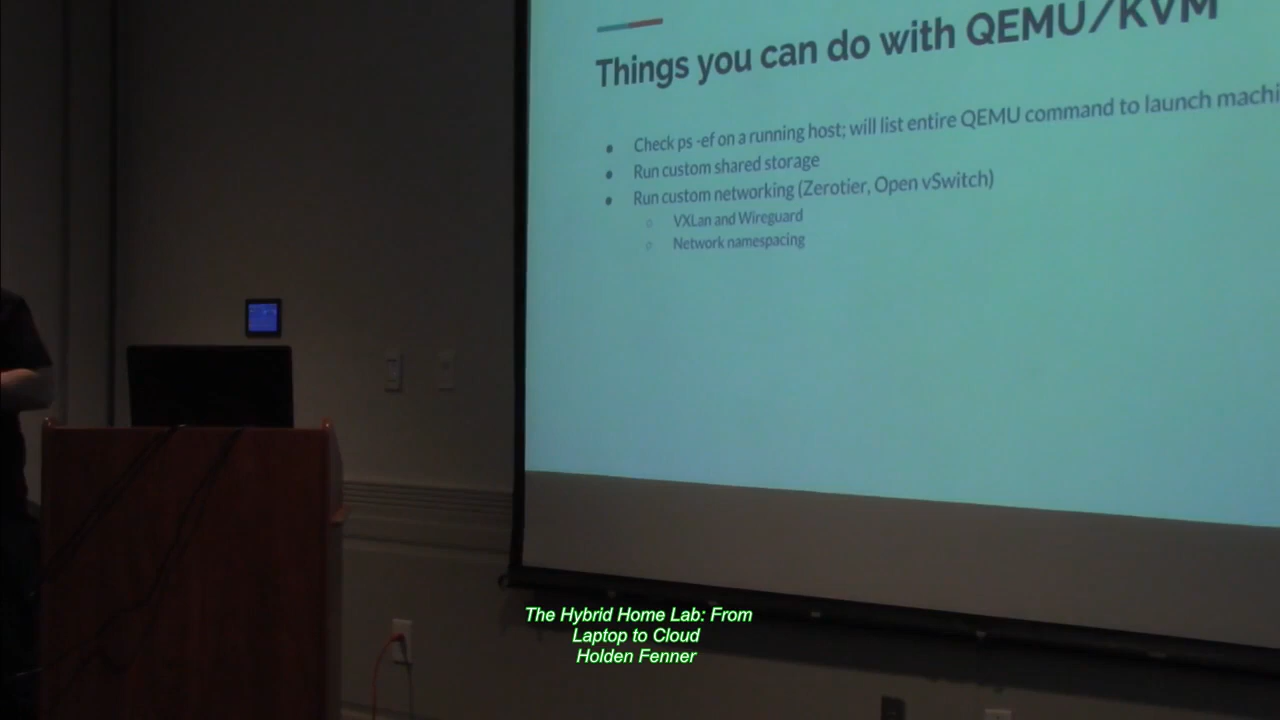 Things you can do with QEMU/KVM
Check ps -ef on a running host; will list entire QEMU command to launch machi
Run custom shared storage
Run custom networking (Zerotier, Open vSwitch)
VXLan and Wireguard
Network namespacing
The Hybrid Home Lab: From
Laptop to Cloud
Holden Fenner